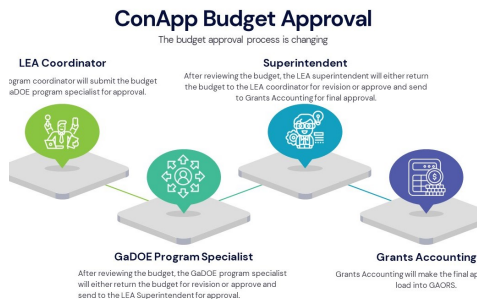 ConApp Budget Approval
The budget approval process is changing
LEA Coordinator
program coordinator will submit the budget
GaDOE program specialist for approval.
Superintendent
After reviewing the budget, the LEA superintendent will either return
the budget to the LEA coordinator for revision or approve and send
to Grants Accounting for final approval.
GaDOE Program Specialist
After reviewing the budget, the GaDOE program specialist
will either return the budget for revision or approve and
send to the LEA Superintendent for approval.
Grants Accounting
Grants Accounting will make the final
load into GAORS.